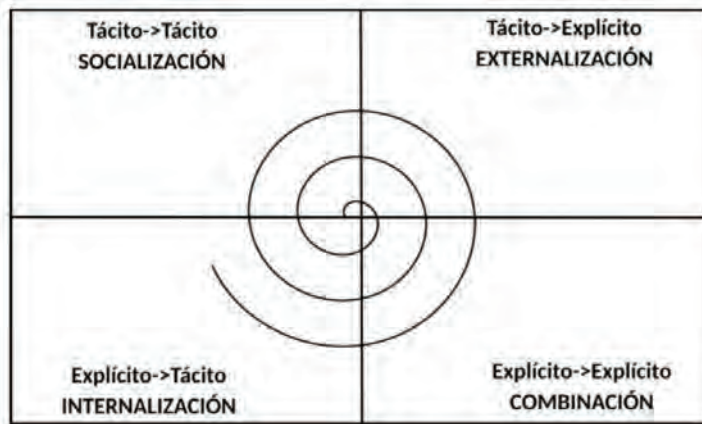 Tácito->Tácito
SOCIALIZACIÓN
Tácito->Explícito
EXTERNALIZACIÓN
Explícito->Tácito
INTERNALIZACIÓN
Explícito->Explícito
COMBINACIÓN